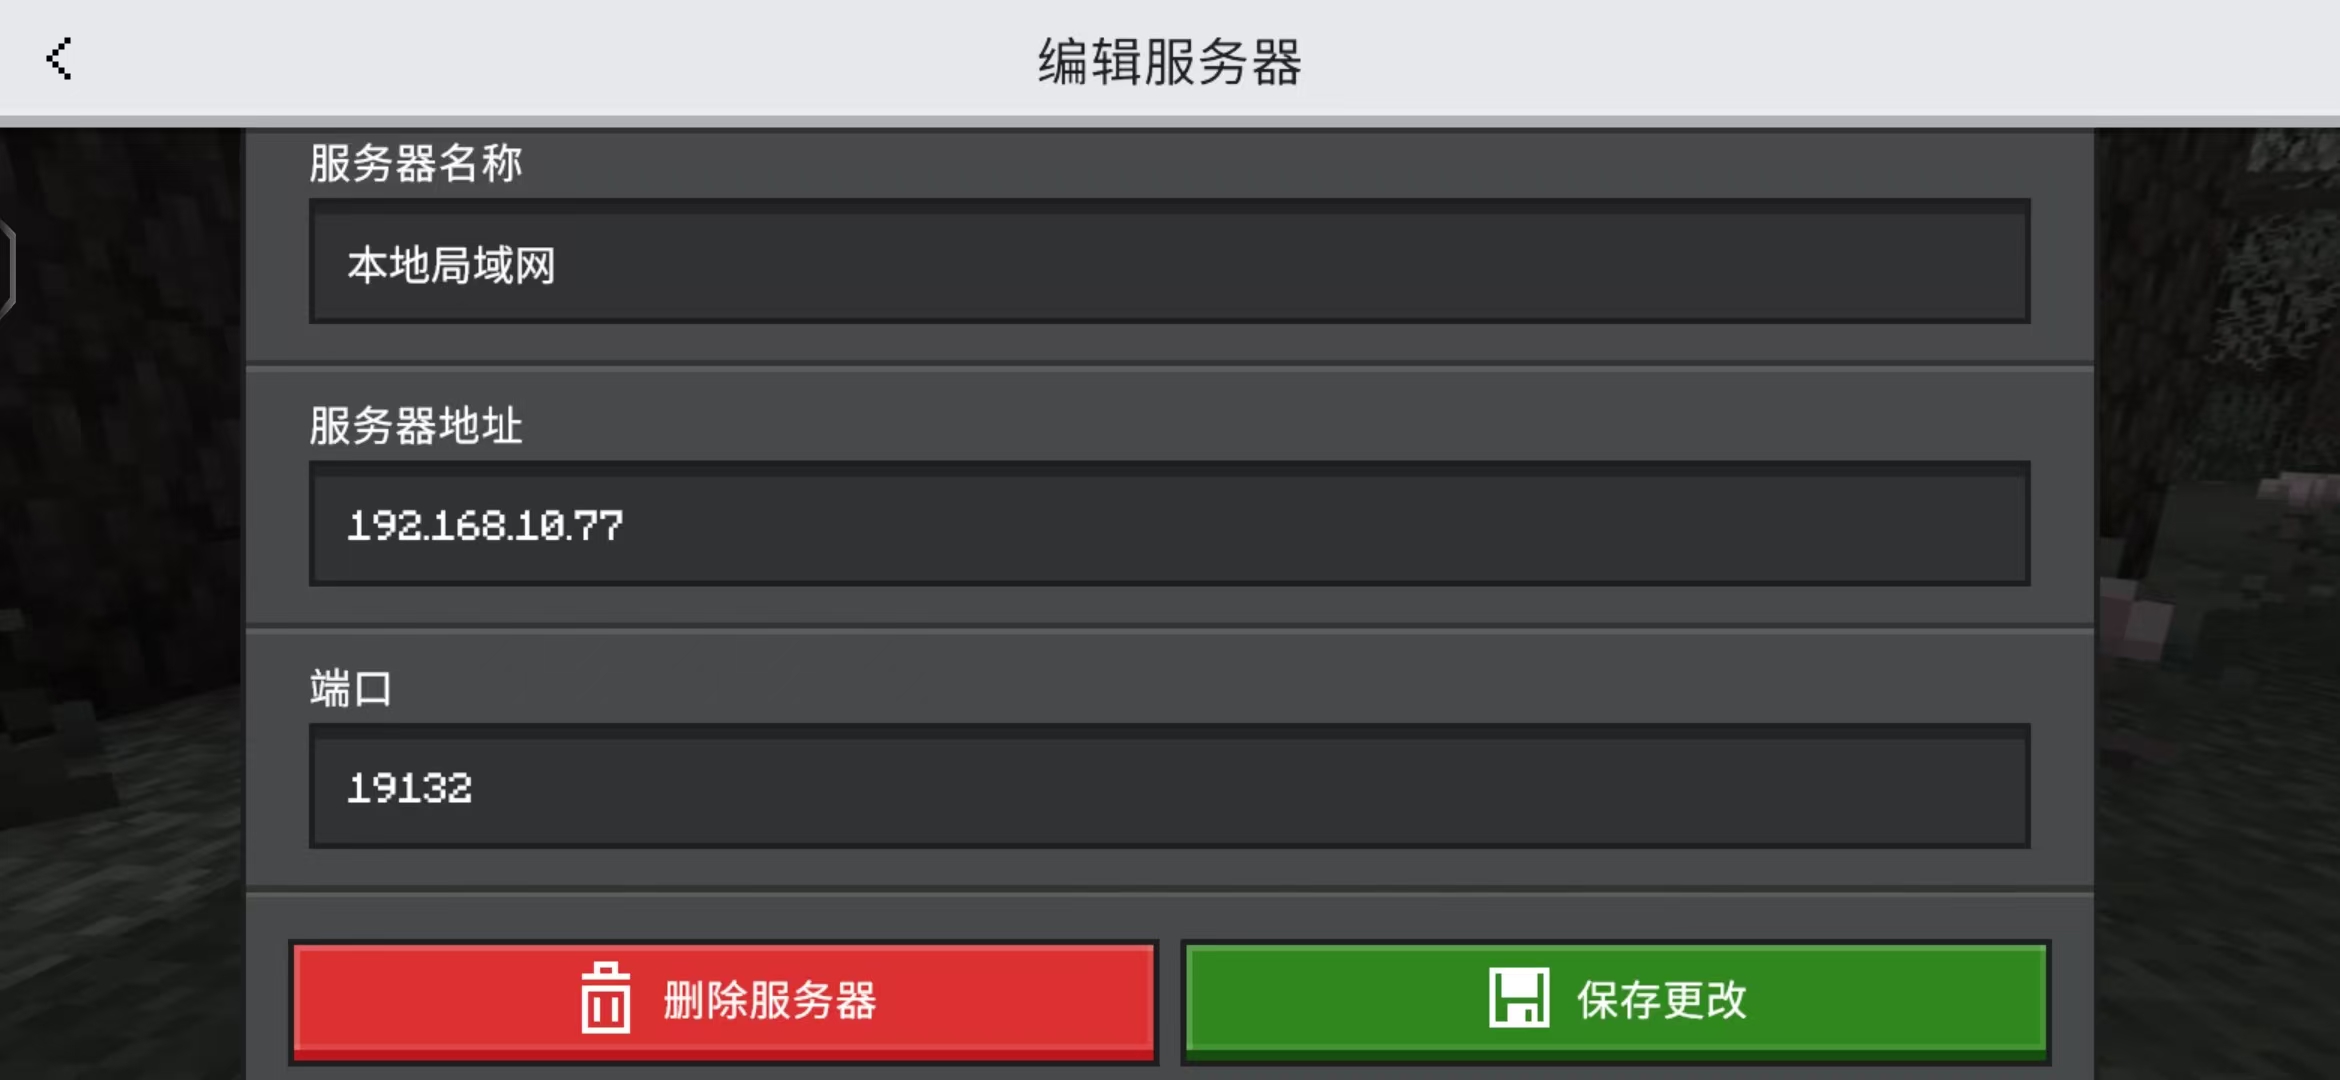 编辑服务器
服务器名称
本地局域网
服务器地址
192.168.10.77
端口
19132
删除服务器
保存更改